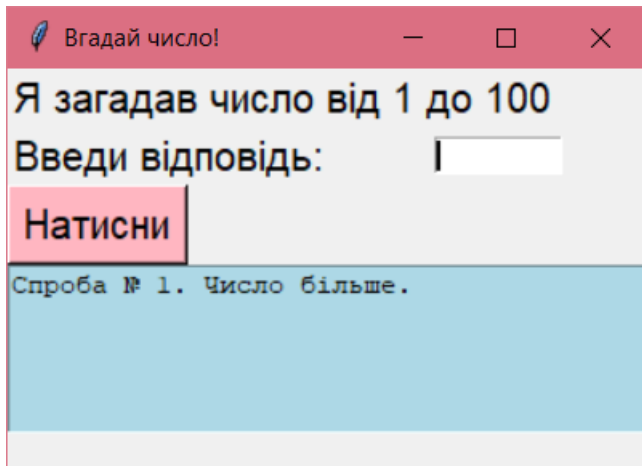 Вгадай число!
Я загадав число від 1 до 100
Введи відповідь:
Натисни
Спроба № 1. Число більше.